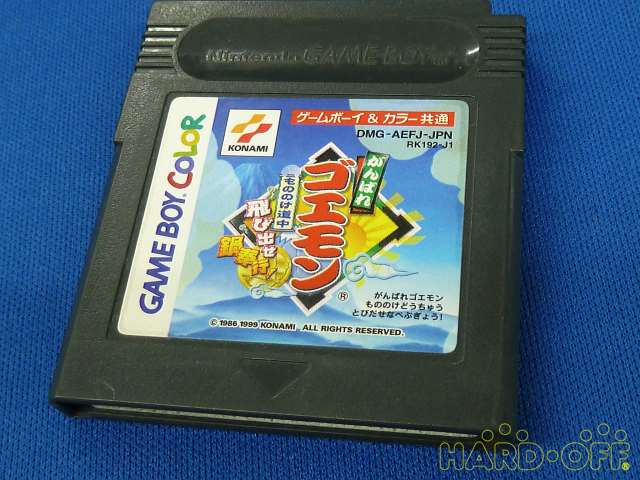 Nintendo GAME BOY
GAME BOY COLOR
KONAMI
ゲームボーイ & カラー共通
DMG-AEFJ-JPN
RK192-J1
がんばれ
ゴエモン
もののけ道中
飛び出せ
鍋奉行!
®
がんばれゴエモン
もののけどうちゅう
とびだせなべぶぎょう!
© 1986 1999 KONAMI ALL RIGHTS RESERVED.
HARD·OFF®